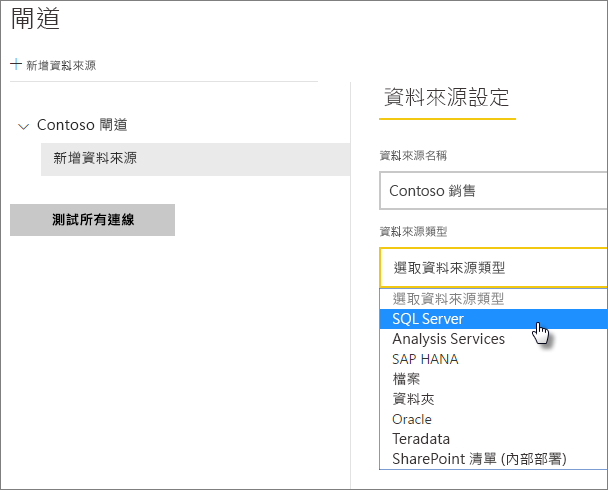 閘道
+ 新增資料來源
Contoso 閘道
新增資料來源
測試所有連線
資料來源設定
資料來源名稱
Contoso 銷售
資料來源類型
選取資料來源類型
選取資料來源類型
SQL Server
Analysis Services
SAP HANA
檔案
資料夾
Oracle
Teradata
SharePoint 清單 (內部部署)